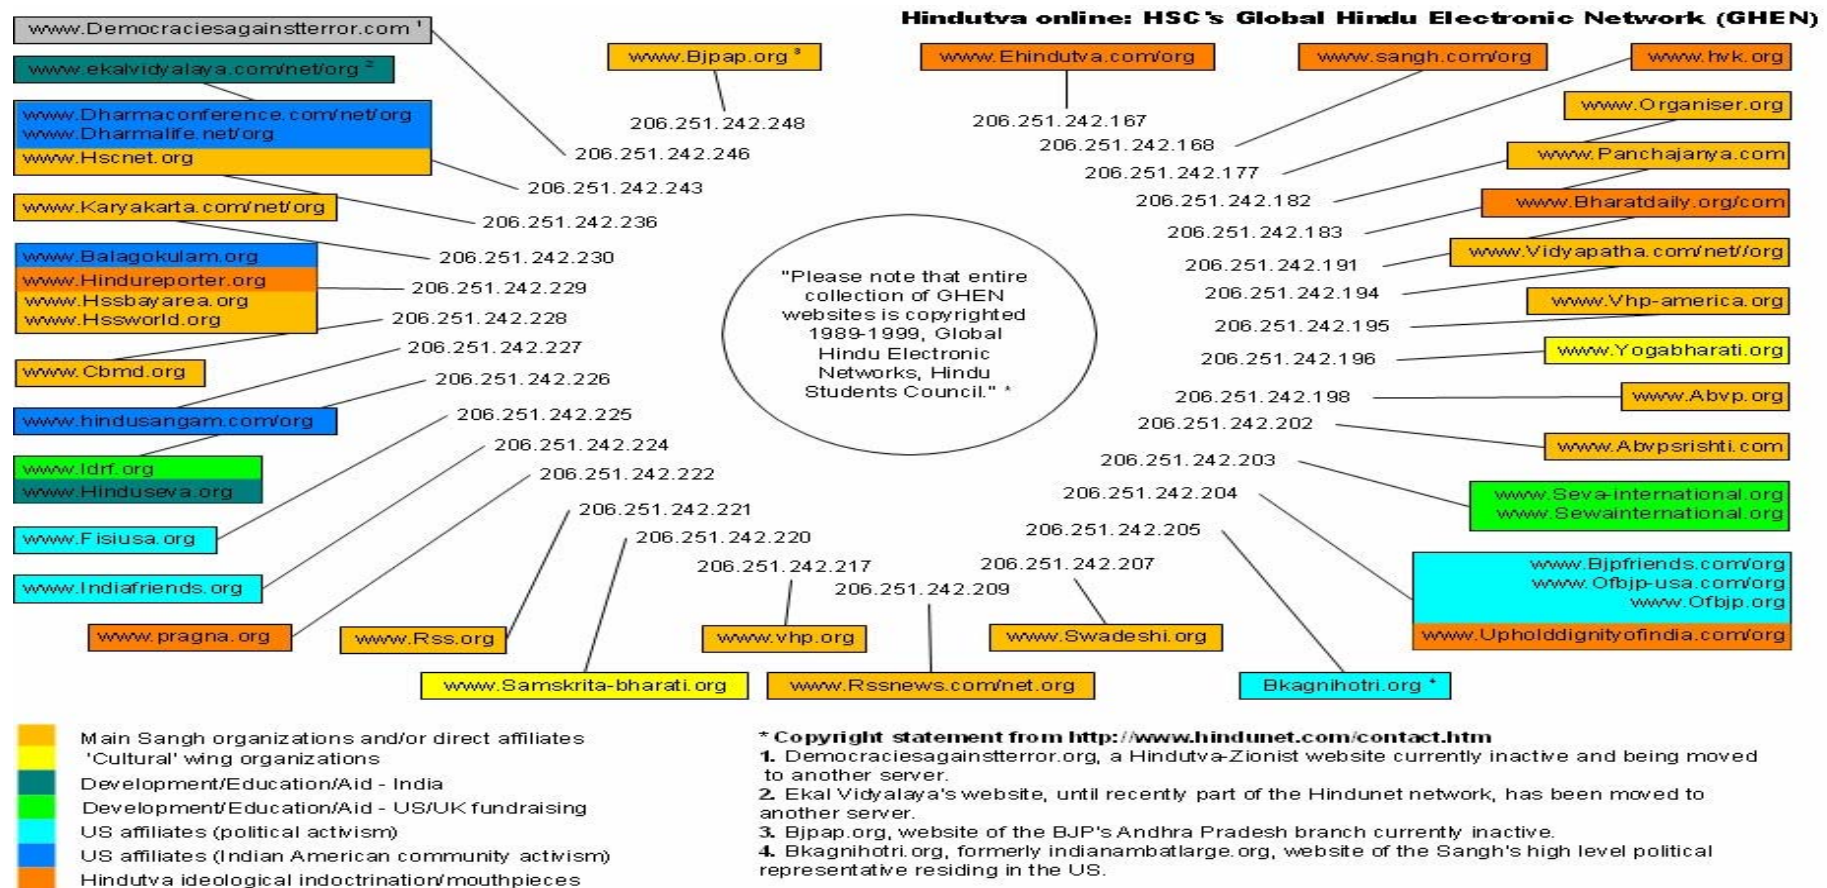 Hindutva online: HSC's Global Hindu Electronic Network (GHEN)
www.Democraciesagainstterror.com 1
www.ekalvidyalaya.com/net/org 2
www.Dharmaconference.com/net/org
www.Dharmalife.net/org
www.Hscnet.org
www.Karyakarta.com/net/org
www.Balagokulam.org
www.Hindureporter.org
www.Hssbayarea.org
www.Hssworld.org
www.Cbmd.org
www.hindusangam.com/org
www.Idrf.org
www.Hinduseva.org
www.Fisiusa.org
www.Indiafriends.org
www.pragna.org
www.Rss.org
www.Samskrita-bharati.org
www.vhp.org
www.Rssnews.com/net.org
www.Swadeshi.org
Bkagnihotri.org *
www.Bjpap.org 3
www.Ehindutva.com/org
www.sangh.com/org
www.hvk.org
www.Organiser.org
www.Panchajanya.com
www.Bharatdaily.org/com
www.Vidyapatha.com/net//org
www.Vhp-america.org
www.Yogabharati.org
www.Abvp.org
www.Abvpsrishti.com
www.Seva-international.org
www.Sewainternational.org
www.Bjpfriends.com/org
www.Ofbjp-usa.com/org
www.Ofbjp.org
www.Upholddignityofindia.com/org
206.251.242.248
206.251.242.246
206.251.242.243
206.251.242.236
206.251.242.230
206.251.242.229
206.251.242.228
206.251.242.227
206.251.242.226
206.251.242.225
206.251.242.224
206.251.242.222
206.251.242.221
206.251.242.220
206.251.242.217
206.251.242.209
206.251.242.207
206.251.242.205
206.251.242.204
206.251.242.203
206.251.242.202
206.251.242.198
206.251.242.196
206.251.242.195
206.251.242.194
206.251.242.191
206.251.242.183
206.251.242.182
206.251.242.177
206.251.242.168
206.251.242.167
"Please note that entire
collection of GHEN
websites is copyrighted
1989-1999, Global
Hindu Electronic
Networks, Hindu
Students Council." *
Main Sangh organizations and/or direct affiliates
'Cultural' wing organizations
Development/Education/Aid - India
Development/Education/Aid - US/UK fundraising
US affiliates (political activism)
US affiliates (Indian American community activism)
Hindutva ideological indoctrination/mouthpieces
* Copyright statement from http://www.hindunet.com/contact.htm
1. Democraciesagainstterror.org, a Hindutva-Zionist website currently inactive and being moved
to another server.
2. Ekal Vidyalaya's website, until recently part of the Hindunet network, has been moved to
another server.
3. Bjpap.org, website of the BJP's Andhra Pradesh branch currently inactive.
4. Bkagnihotri.org, formerly indianambatlarge.org, website of the Sangh's high level political
representative residing in the US.